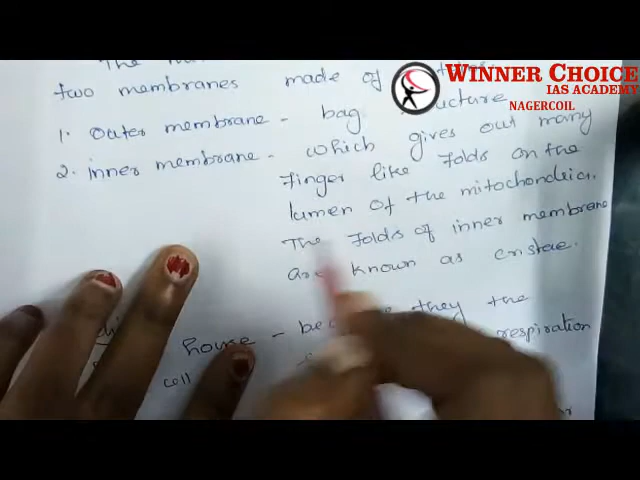 WINNER CHOICE
IAS ACADEMY
NAGERCOIL
The
two membranes made of
1. Outer membrane - bag ucture
2. inner membrane - which gives out many
finger like folds on the
lumen of the mitochondria.
The folds of inner membrane
are known as cristae.
house - they the
cell respiration